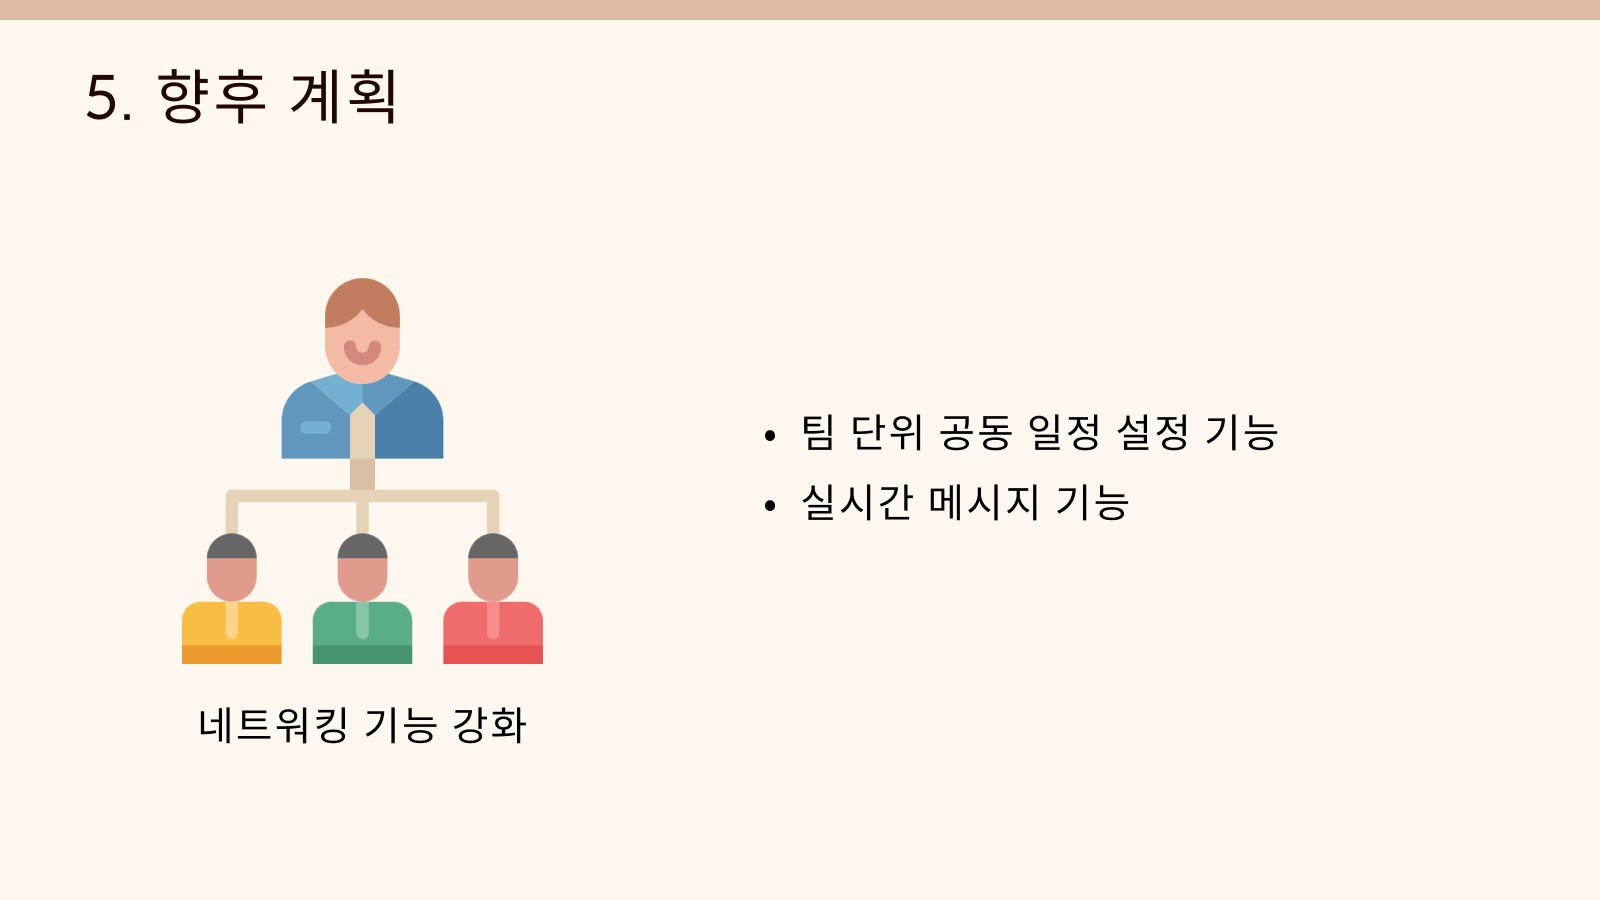 5. 향후 계획
• 팀 단위 공동 일정 설정 기능
• 실시간 메시지 기능
네트워킹 기능 강화